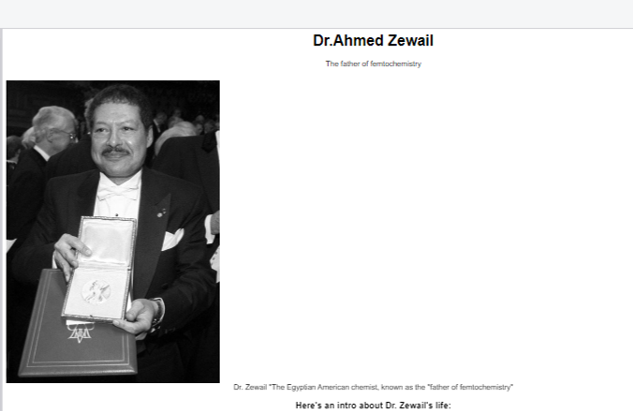 Dr.Ahmed Zewail
The father of femtochemistry
Dr. Zewail "The Egyptian American chemist, known as the "father of femtochemistry"
Here's an intro about Dr. Zewail's life: